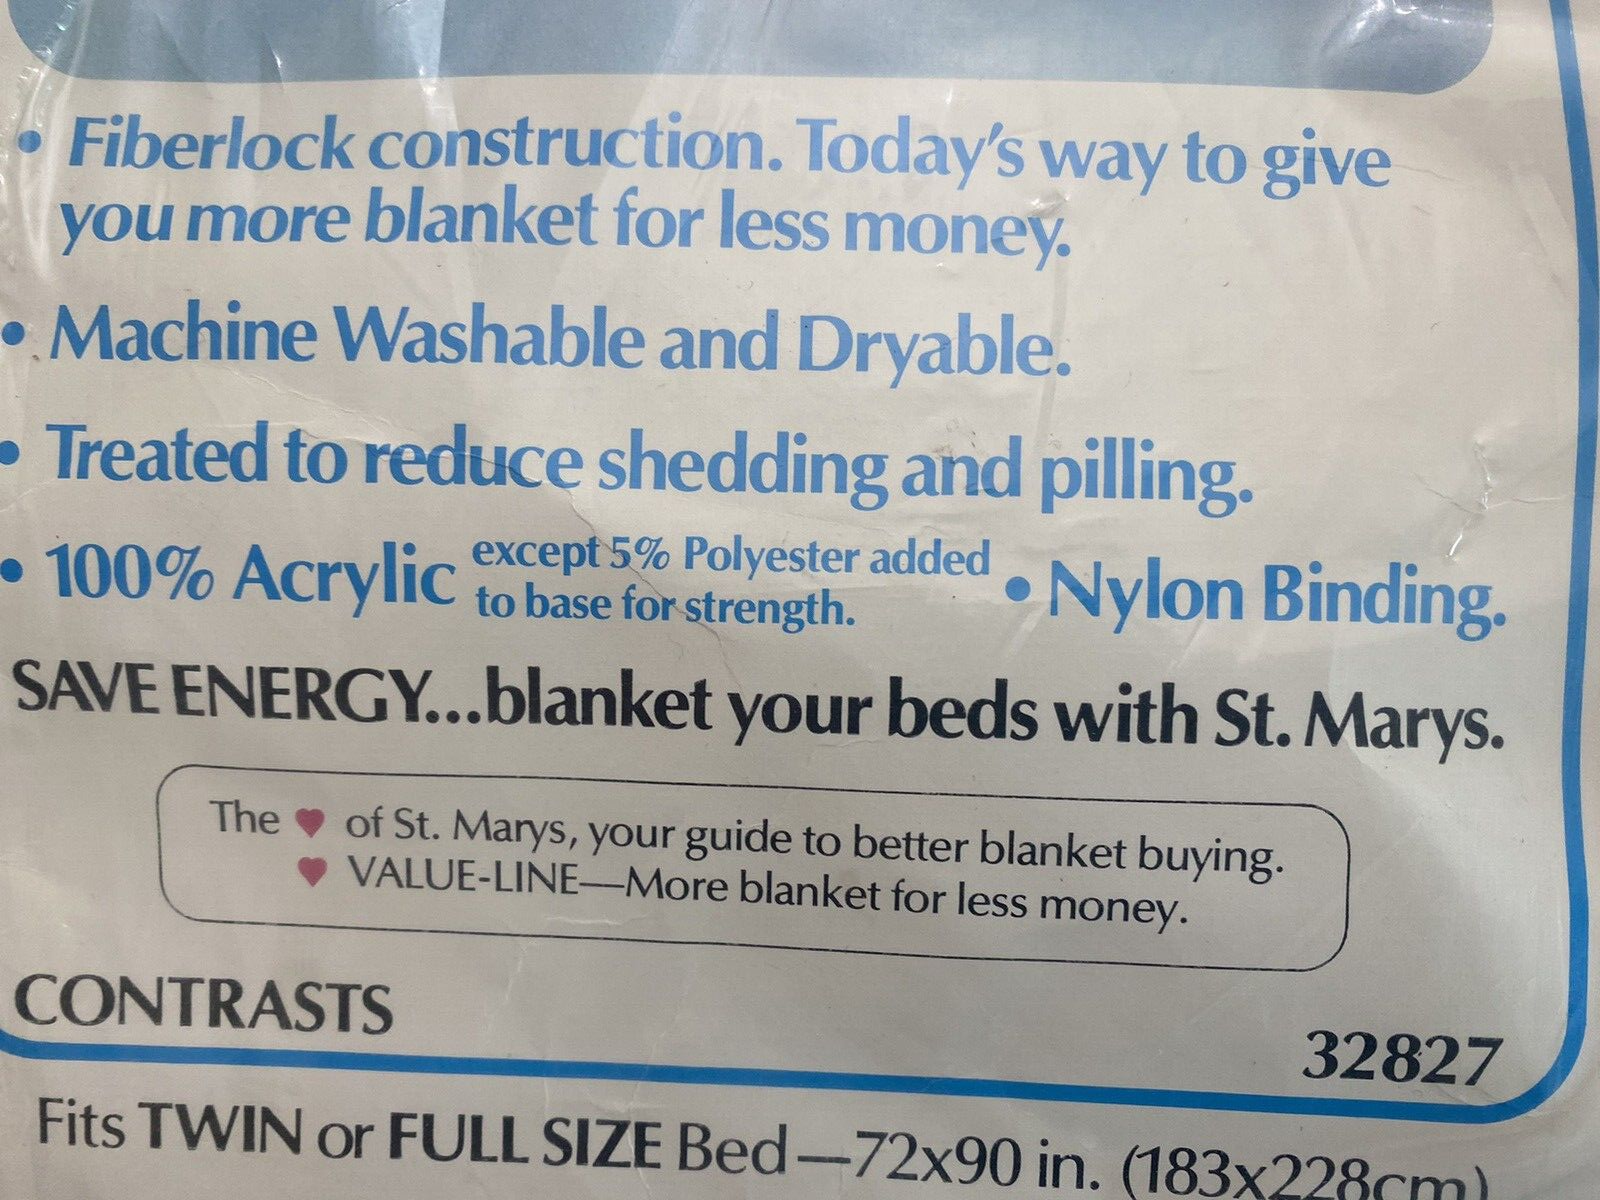 • Fiberlock construction. Today's way to give
you more blanket for less money.
• Machine Washable and Dryable.
• Treated to reduce shedding and pilling.
• 100% Acrylic except 5% Polyester added
to base for strength. • Nylon Binding.
SAVE ENERGY...blanket your beds with St. Marys.
The ♥ of St. Marys, your guide to better blanket buying.
♥ VALUE-LINE—More blanket for less money.
CONTRASTS
32827
Fits TWIN or FULL SIZE Bed—72x90 in. (183x228cm)